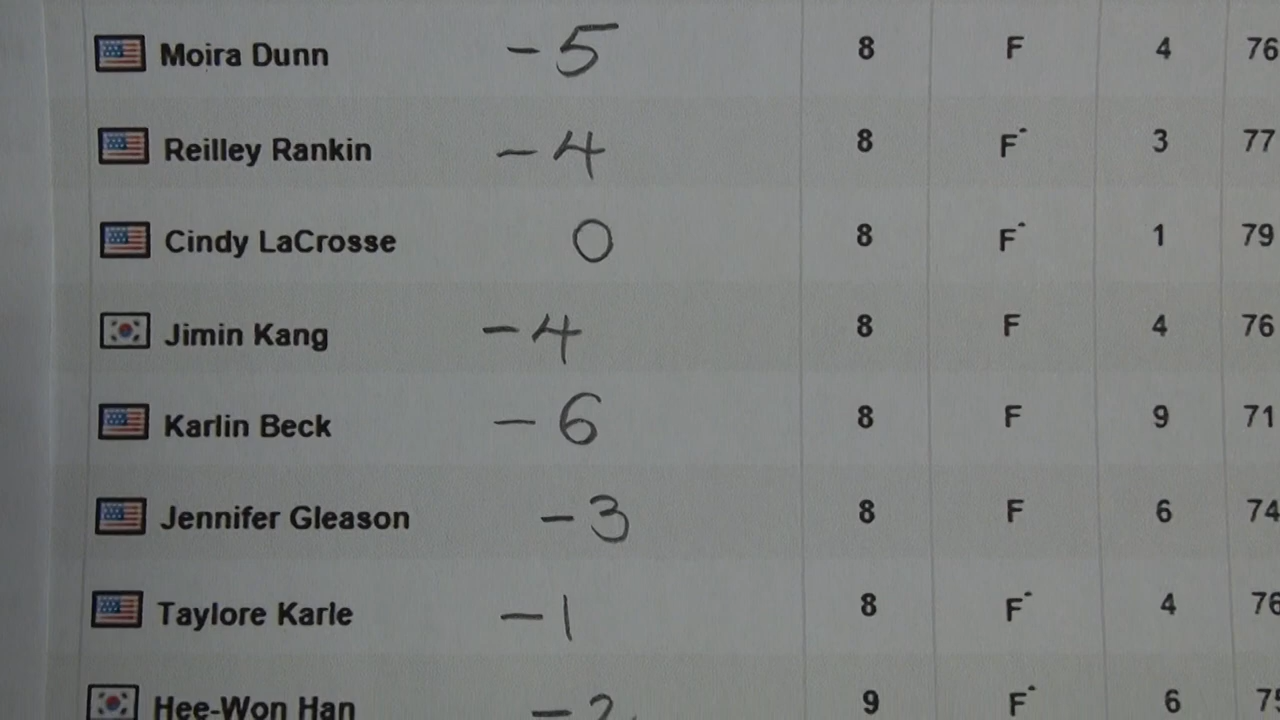 Moira Dunn -5 8 F 4 76
Reilley Rankin -4 8 F* 3 77
Cindy LaCrosse 0 8 F* 1 79
Jimin Kang -4 8 F 4 76
Karlin Beck -6 8 F 9 71
Jennifer Gleason -3 8 F 6 74
Taylore Karle -1 8 F* 4 76
Hee-Won Han -2 9 F* 6 75